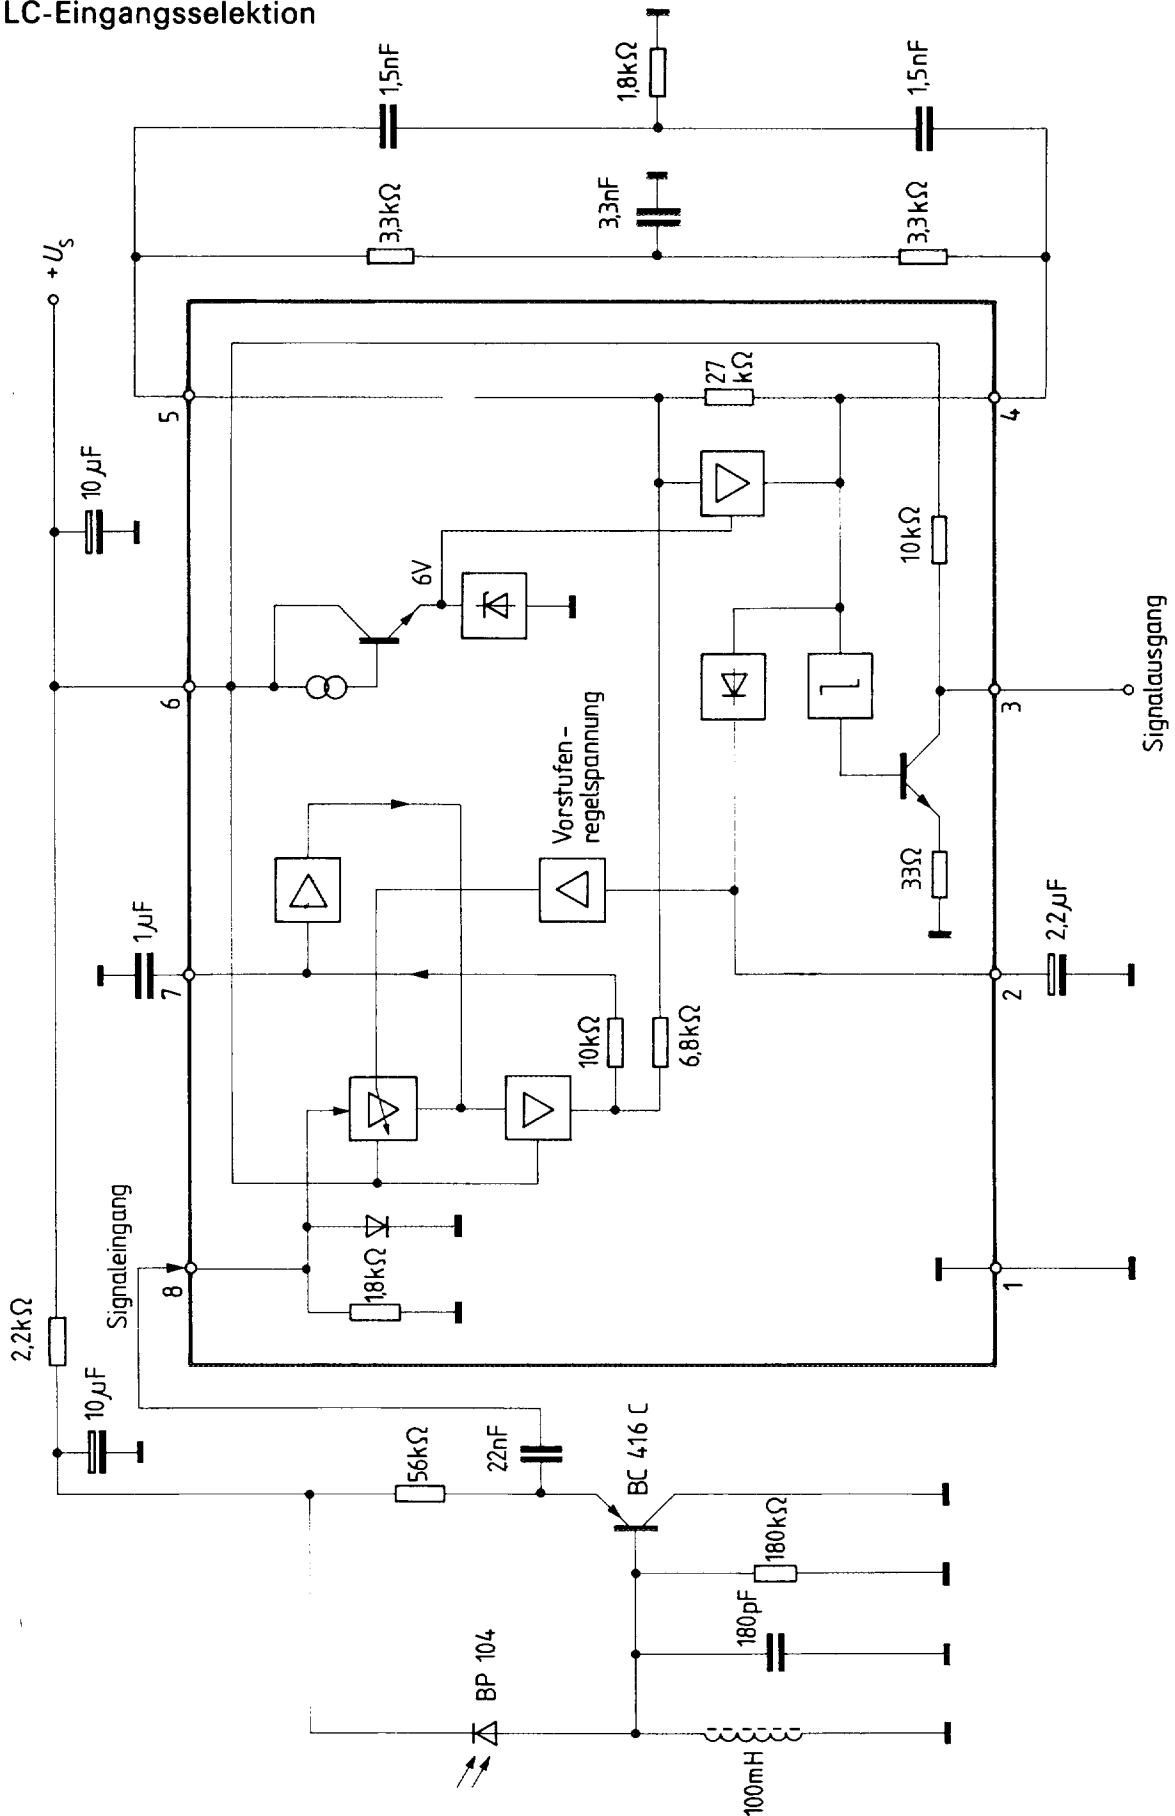 LC-Eingangsselektion
1,5nF
1,8kΩ
1,5nF
3,3kΩ
3,3nF
3,3kΩ
+U_S
10µF
5
27
kΩ
4
6V
10kΩ
6
Vorstufen-
regelspannung
3
Signalausgang
1µF
7
33Ω
2,2µF
2
10kΩ
6,8kΩ
Signaleingang
8
1,8kΩ
1
2,2kΩ
10µF
56kΩ
22nF
BC 416 C
180kΩ
180pF
BP 104
100mH